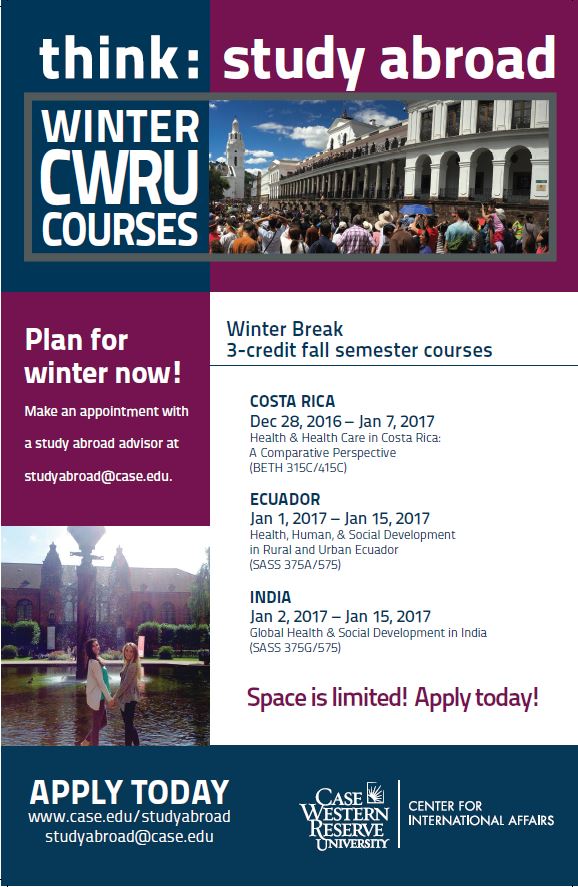 think: study abroad
WINTER
CWRU
COURSES
Plan for
winter now!
Make an appointment with
a study abroad advisor at
studyabroad@case.edu.
Winter Break
3-credit fall semester courses
COSTA RICA
Dec 28, 2016 – Jan 7, 2017
Health & Health Care in Costa Rica:
A Comparative Perspective
(BETH 315C/415C)
ECUADOR
Jan 1, 2017 – Jan 15, 2017
Health, Human, & Social Development
in Rural and Urban Ecuador
(SASS 375A/575)
INDIA
Jan 2, 2017 – Jan 15, 2017
Global Health & Social Development in India
(SASS 375G/575)
Space is limited! Apply today!
APPLY TODAY
www.case.edu/studyabroad
studyabroad@case.edu
CASE
WESTERN
RESERVE
UNIVERSITY
CENTER FOR
INTERNATIONAL AFFAIRS